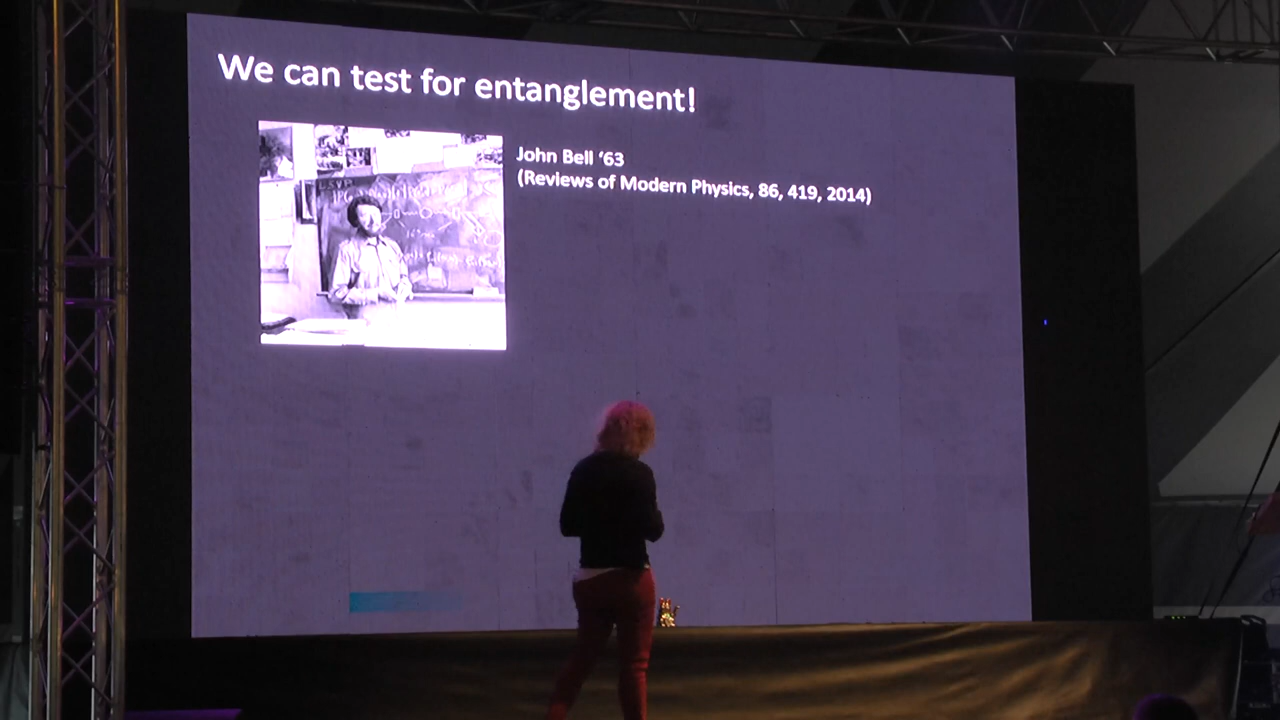 We can test for entanglement!
John Bell ‘63
(Reviews of Modern Physics, 86, 419, 2014)